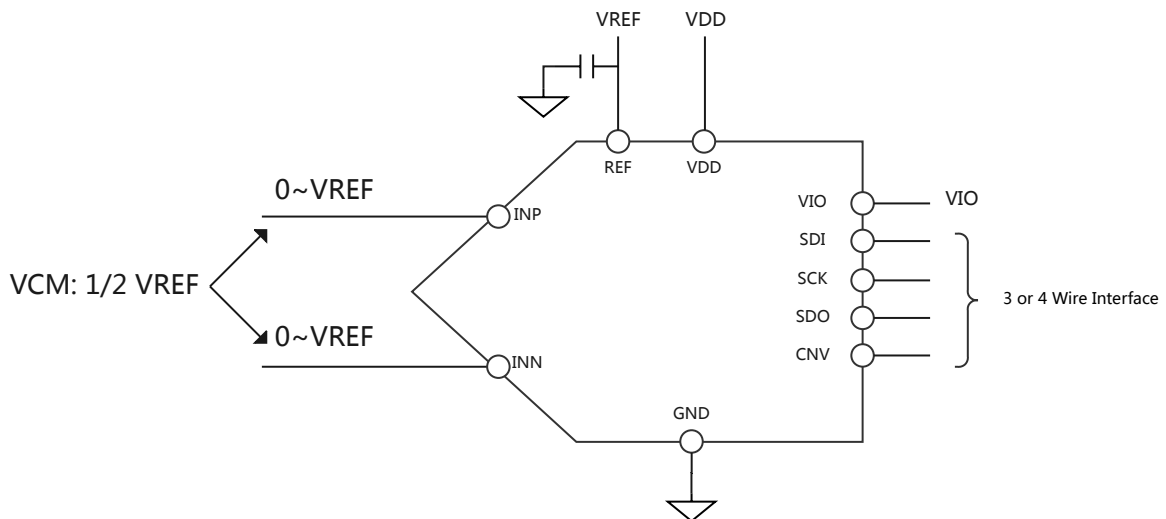 VREF
VDD
REF
VDD
0~VREF
INP
VCM: 1/2 VREF
0~VREF
INN
VIO
VIO
SDI
SCK
SDO
CNV
3 or 4 Wire Interface
GND